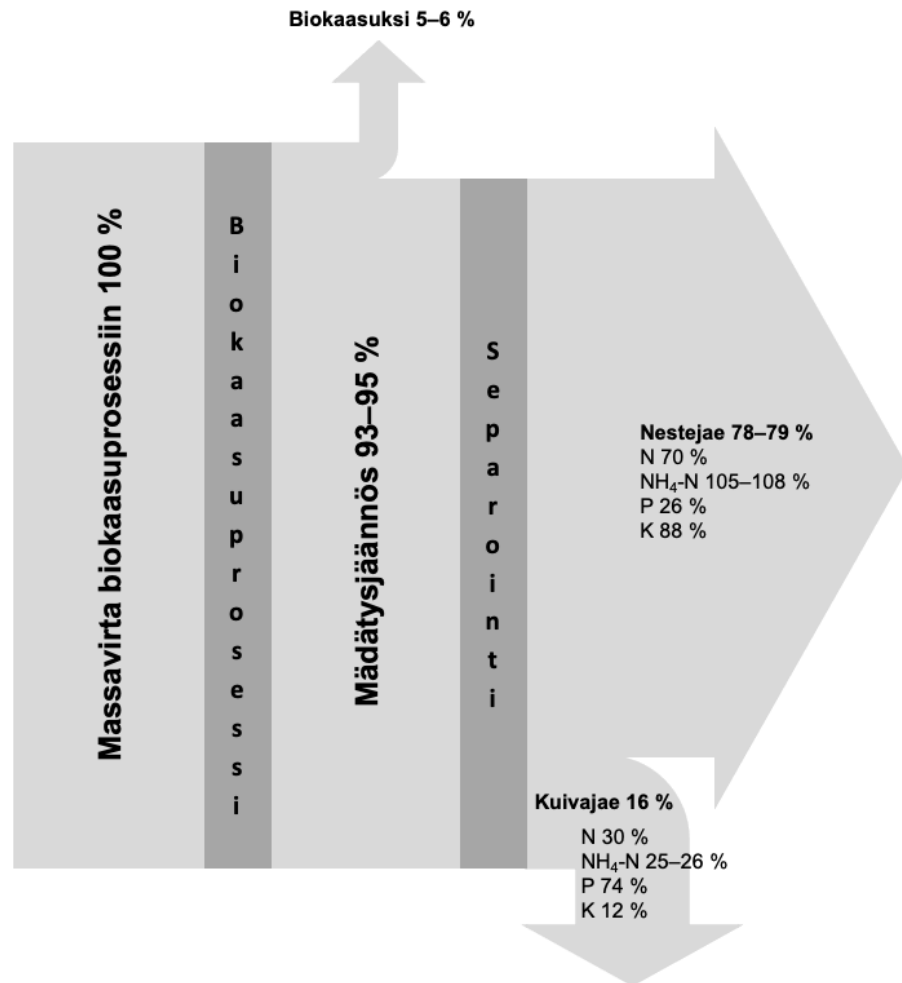 Biokaasuksi 5–6 %
Massavirta biokaasuprosessiin 100 %
Biokaasuprosessi
Mädätysjäännös 93–95 %
Separointi
Nestejae 78–79 %
N 70 %
NH₄-N 105–108 %
P 26 %
K 88 %
Kuivajae 16 %
N 30 %
NH₄-N 25–26 %
P 74 %
K 12 %